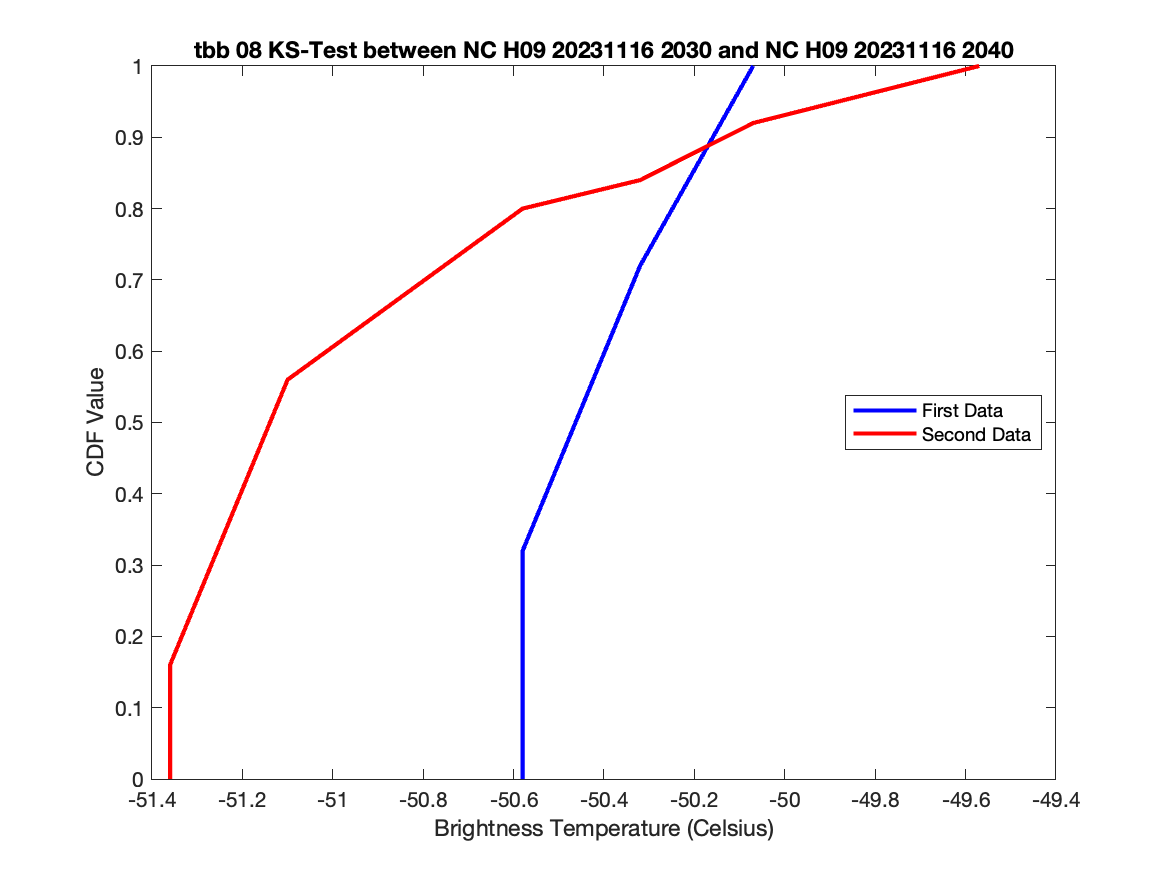 tbb 08 KS-Test between NC H09 20231116 2030 and NC H09 20231116 2040
1
0.9
0.8
0.7
0.6
0.5
0.4
0.3
0.2
0.1
0
CDF Value
First Data
Second Data
-51.4 -51.2 -51 -50.8 -50.6 -50.4 -50.2 -50 -49.8 -49.6 -49.4
Brightness Temperature (Celsius)